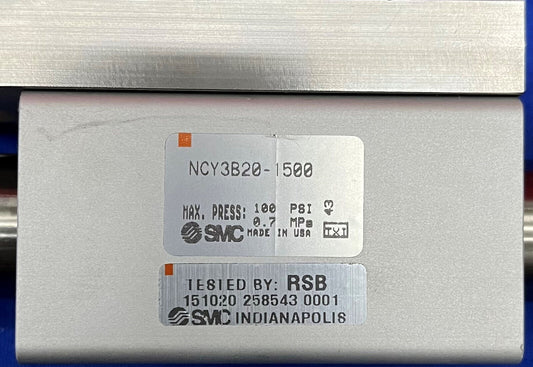 NCY3B20-1500
MAX. PRESS: 100 PSI 43
0.7 MPa
SMC MADE IN USA TXT
TESTED BY: RSB
151020 258543 0001
SMC INDIANAPOLIS